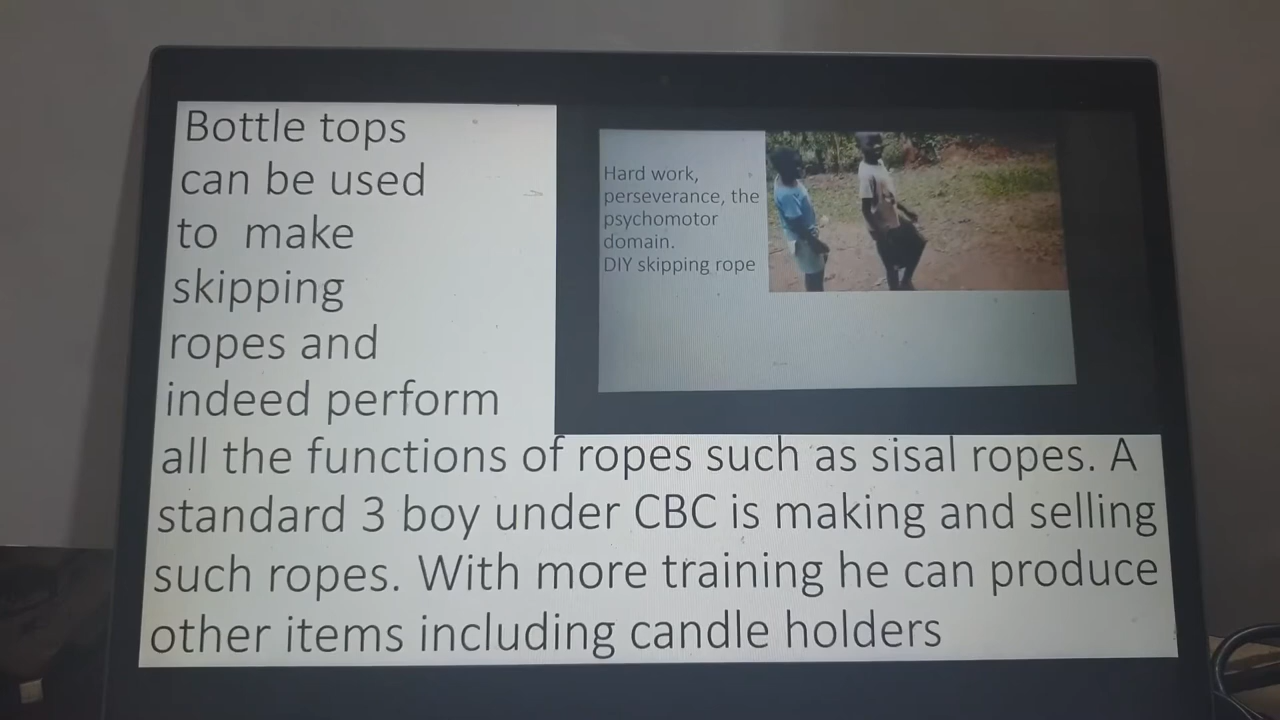 Bottle tops
can be used
to make
skipping
ropes and
indeed perform
all the functions of ropes such as sisal ropes. A
standard 3 boy under CBC is making and selling
such ropes. With more training he can produce
other items including candle holders
Hard work,
perseverance, the
psychomotor
domain.
DIY skipping rope